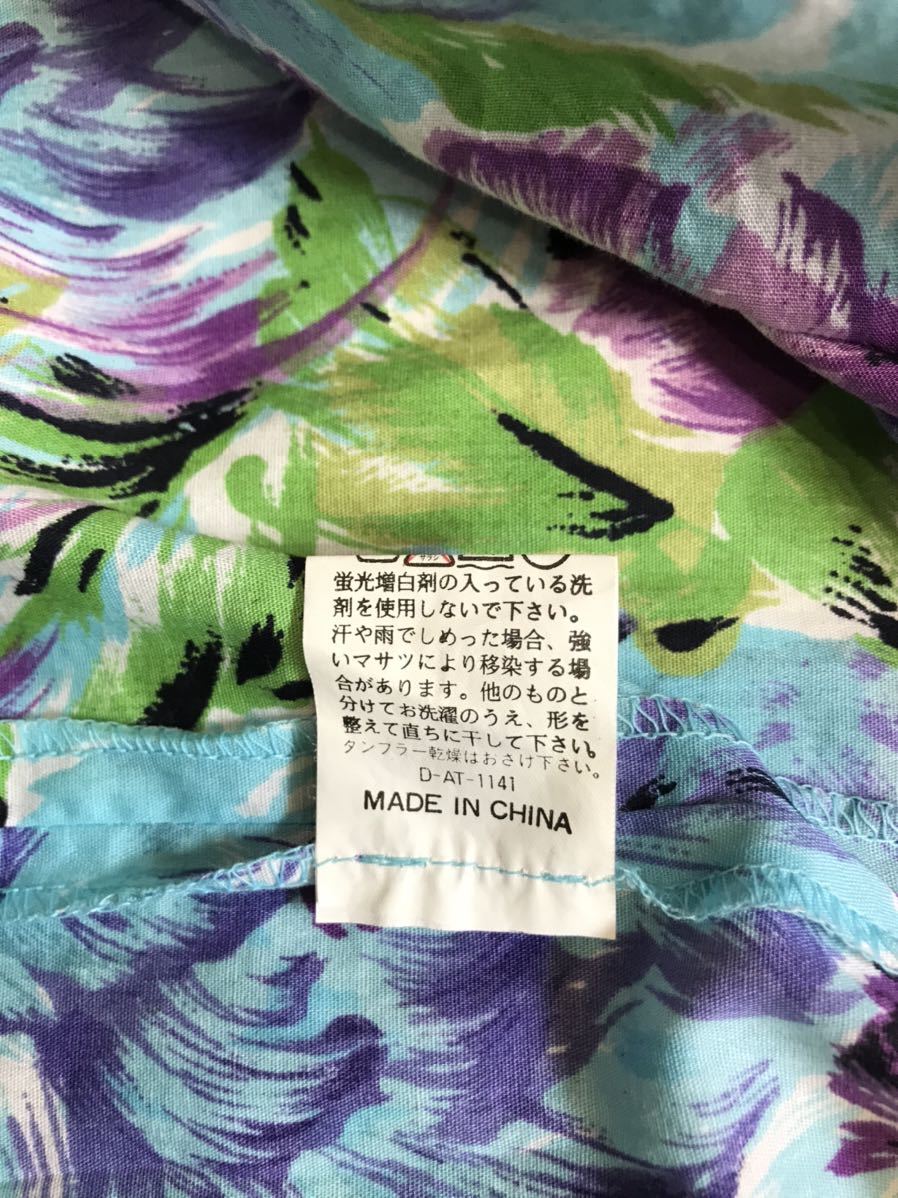 蛍光増白剤の入っている洗
剤を使用しないで下さい。
汗や雨でしめった場合、強
いマサツにより移染する場
合があります。他のものと
分けてお洗濯のうえ、形を
整えて直ちに干して下さい。
タンブラー乾燥はおさけ下さい。
D-AT-1141
MADE IN CHINA